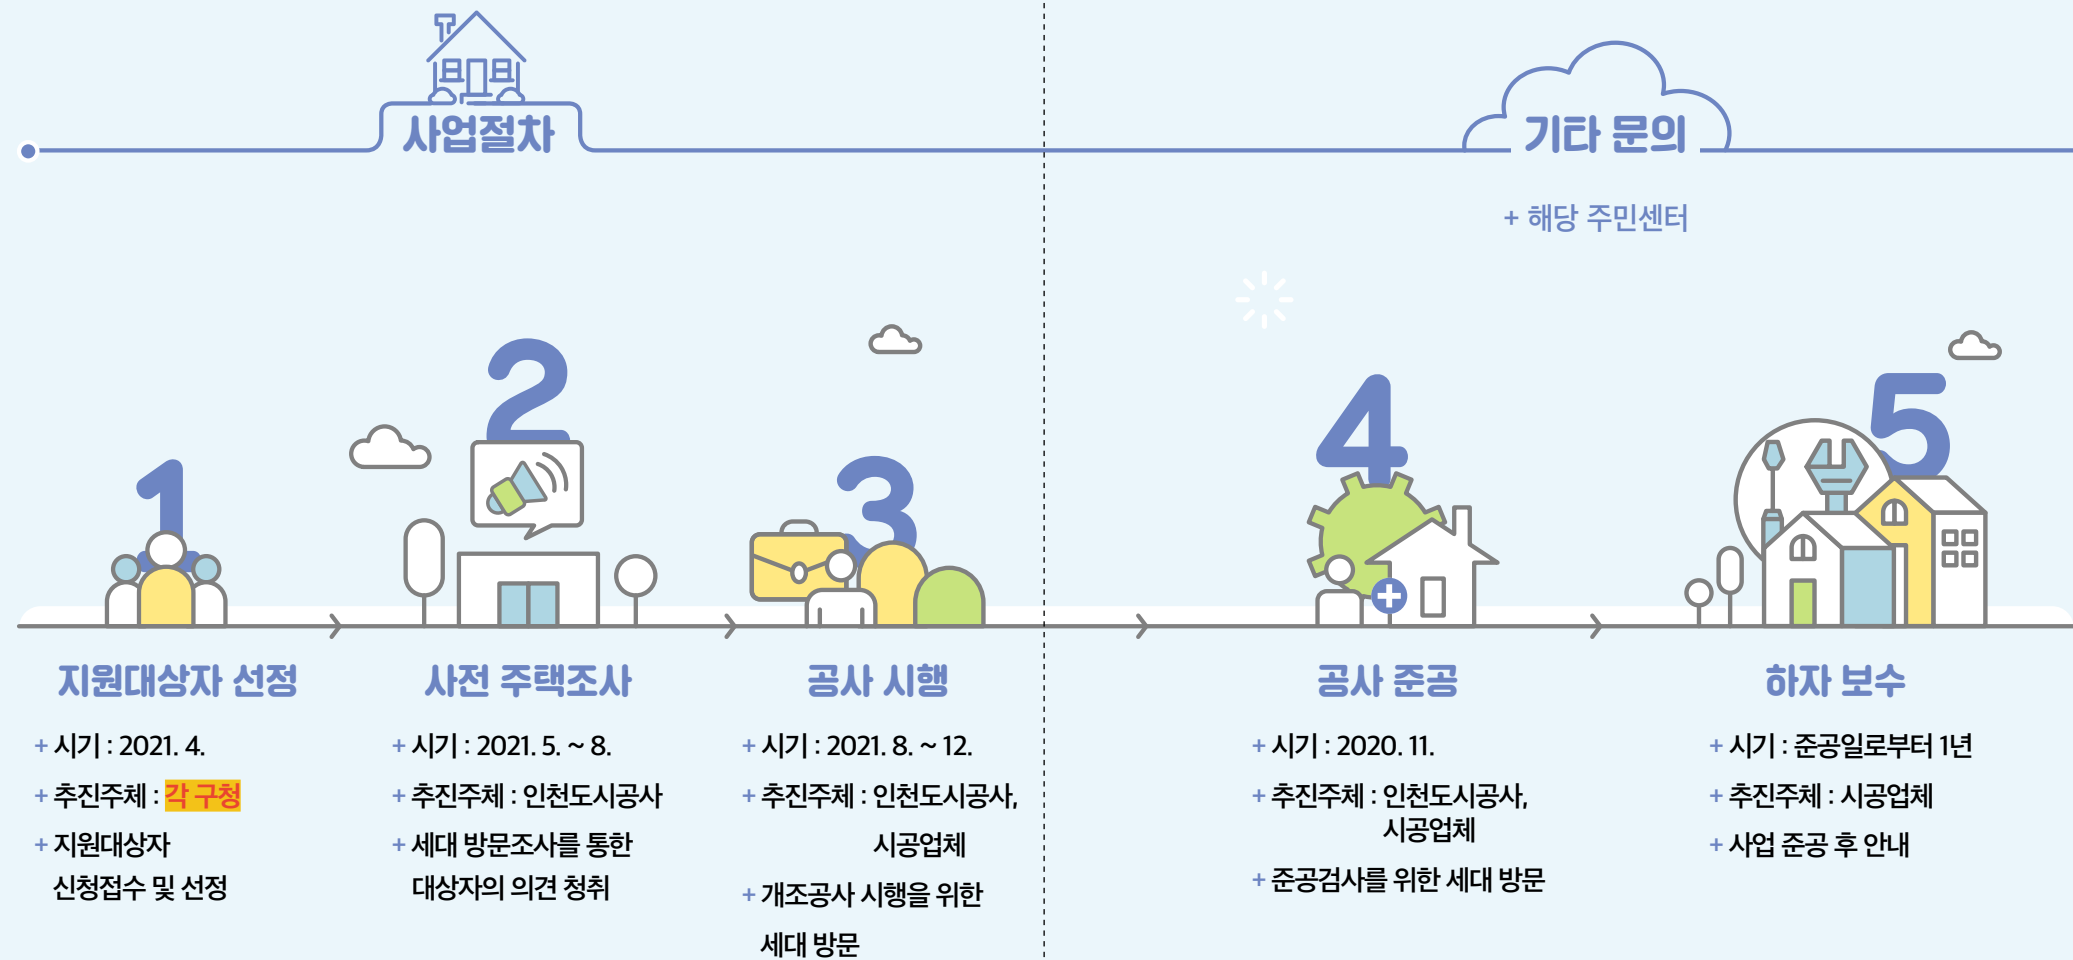 사업절차
기타 문의
+ 해당 주민센터
1
지원대상자 선정
+ 시기 : 2021. 4.
+ 추진주체 : 각 구청
+ 지원대상자
신청접수 및 선정
2
사전 주택조사
+ 시기 : 2021. 5. ~ 8.
+ 추진주체 : 인천도시공사
+ 세대 방문조사를 통한
대상자의 의견 청취
3
공사 시행
+ 시기 : 2021. 8. ~ 12.
+ 추진주체 : 인천도시공사,
시공업체
+ 개조공사 시행을 위한
세대 방문
4
공사 준공
+ 시기 : 2020. 11.
+ 추진주체 : 인천도시공사,
시공업체
+ 준공검사를 위한 세대 방문
5
하자 보수
+ 시기 : 준공일로부터 1년
+ 추진주체 : 시공업체
+ 사업 준공 후 안내